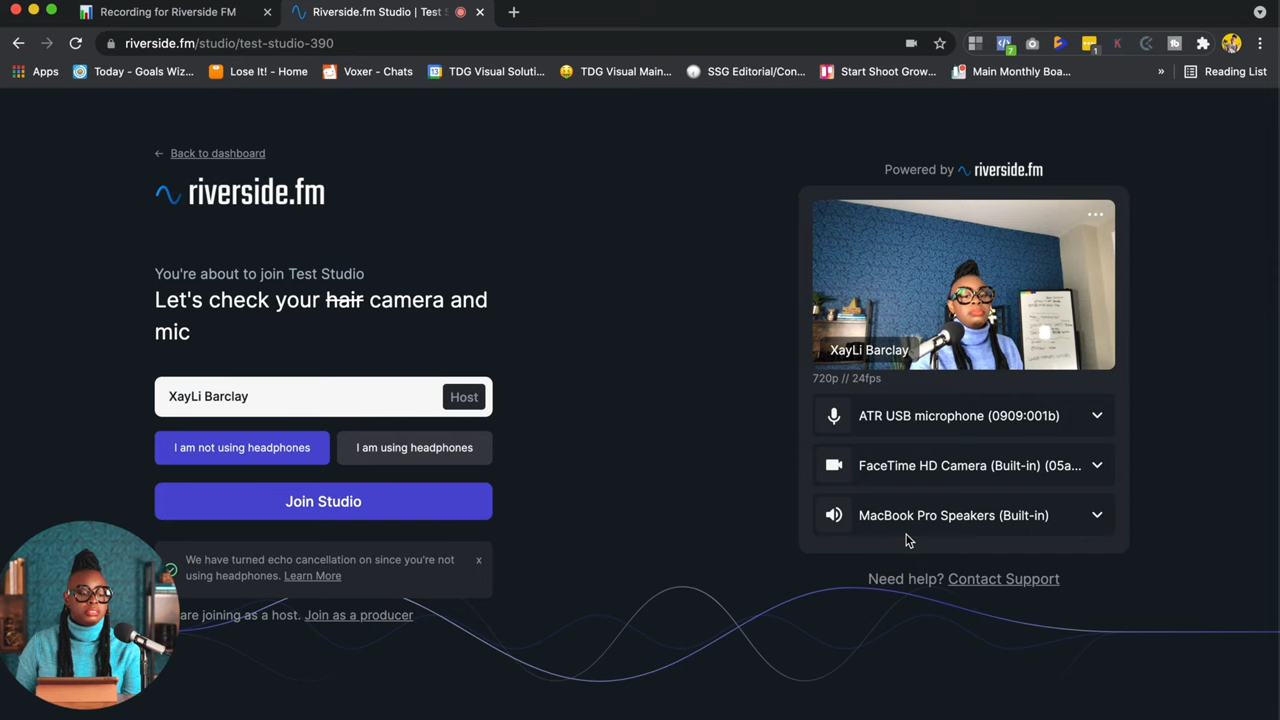 Recording for Riverside FM
Riverside.fm Studio | Test S
riverside.fm/studio/test-studio-390
7
1
Apps
Today - Goals Wiz...
Lose It! - Home
Voxer - Chats
13
TDG Visual Soluti...
TDG Visual Main...
SSG Editorial/Con...
Start Shoot Grow...
Main Monthly Boa...
»
Reading List
← Back to dashboard
riverside.fm
You're about to join Test Studio
Let's check your hair camera and
mic
XayLi Barclay
Host
I am not using headphones
I am using headphones
Join Studio
We have turned echo cancellation on since you're not
using headphones. Learn More
x
are joining as a host. Join as a producer
Powered by riverside.fm
XayLi Barclay
720p // 24fps
ATR USB microphone (0909:001b)
FaceTime HD Camera (Built-in) (05a...
MacBook Pro Speakers (Built-in)
Need help? Contact Support